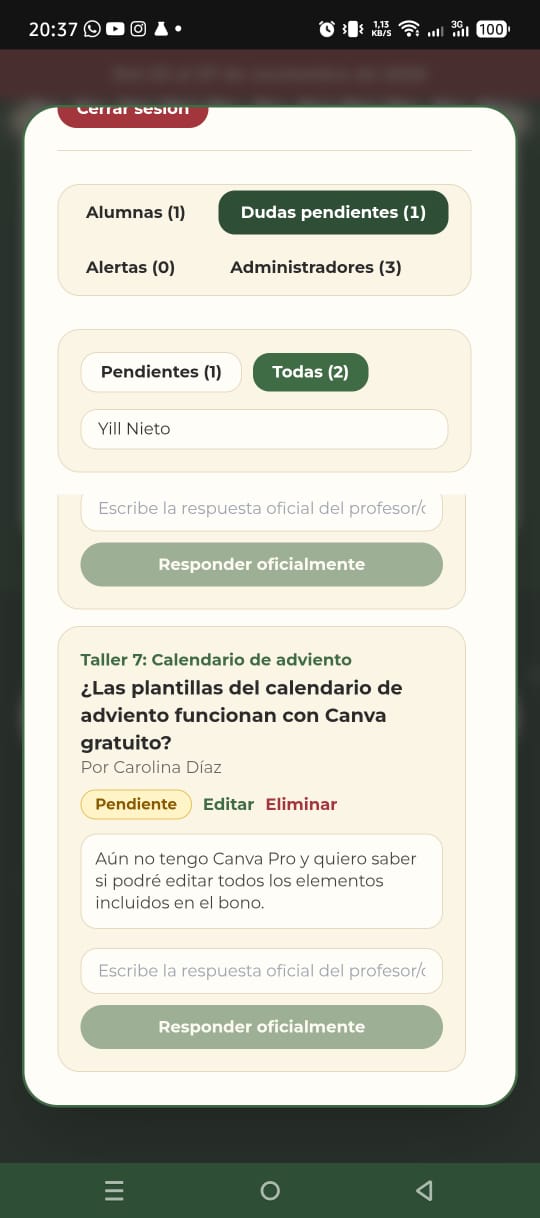 20:37
1,13
KB/S
3G
100
Cerrar sesión
Alumnas (1)
Dudas pendientes (1)
Alertas (0)
Administradores (3)
Pendientes (1)
Todas (2)
Yill Nieto
Escribe la respuesta oficial del profesor/
Responder oficialmente
Taller 7: Calendario de adviento
¿Las plantillas del calendario de
adviento funcionan con Canva
gratuito?
Por Carolina Díaz
Pendiente
Editar
Eliminar
Aún no tengo Canva Pro y quiero saber
si podré editar todos los elementos
incluidos en el bono.
Escribe la respuesta oficial del profesor/
Responder oficialmente